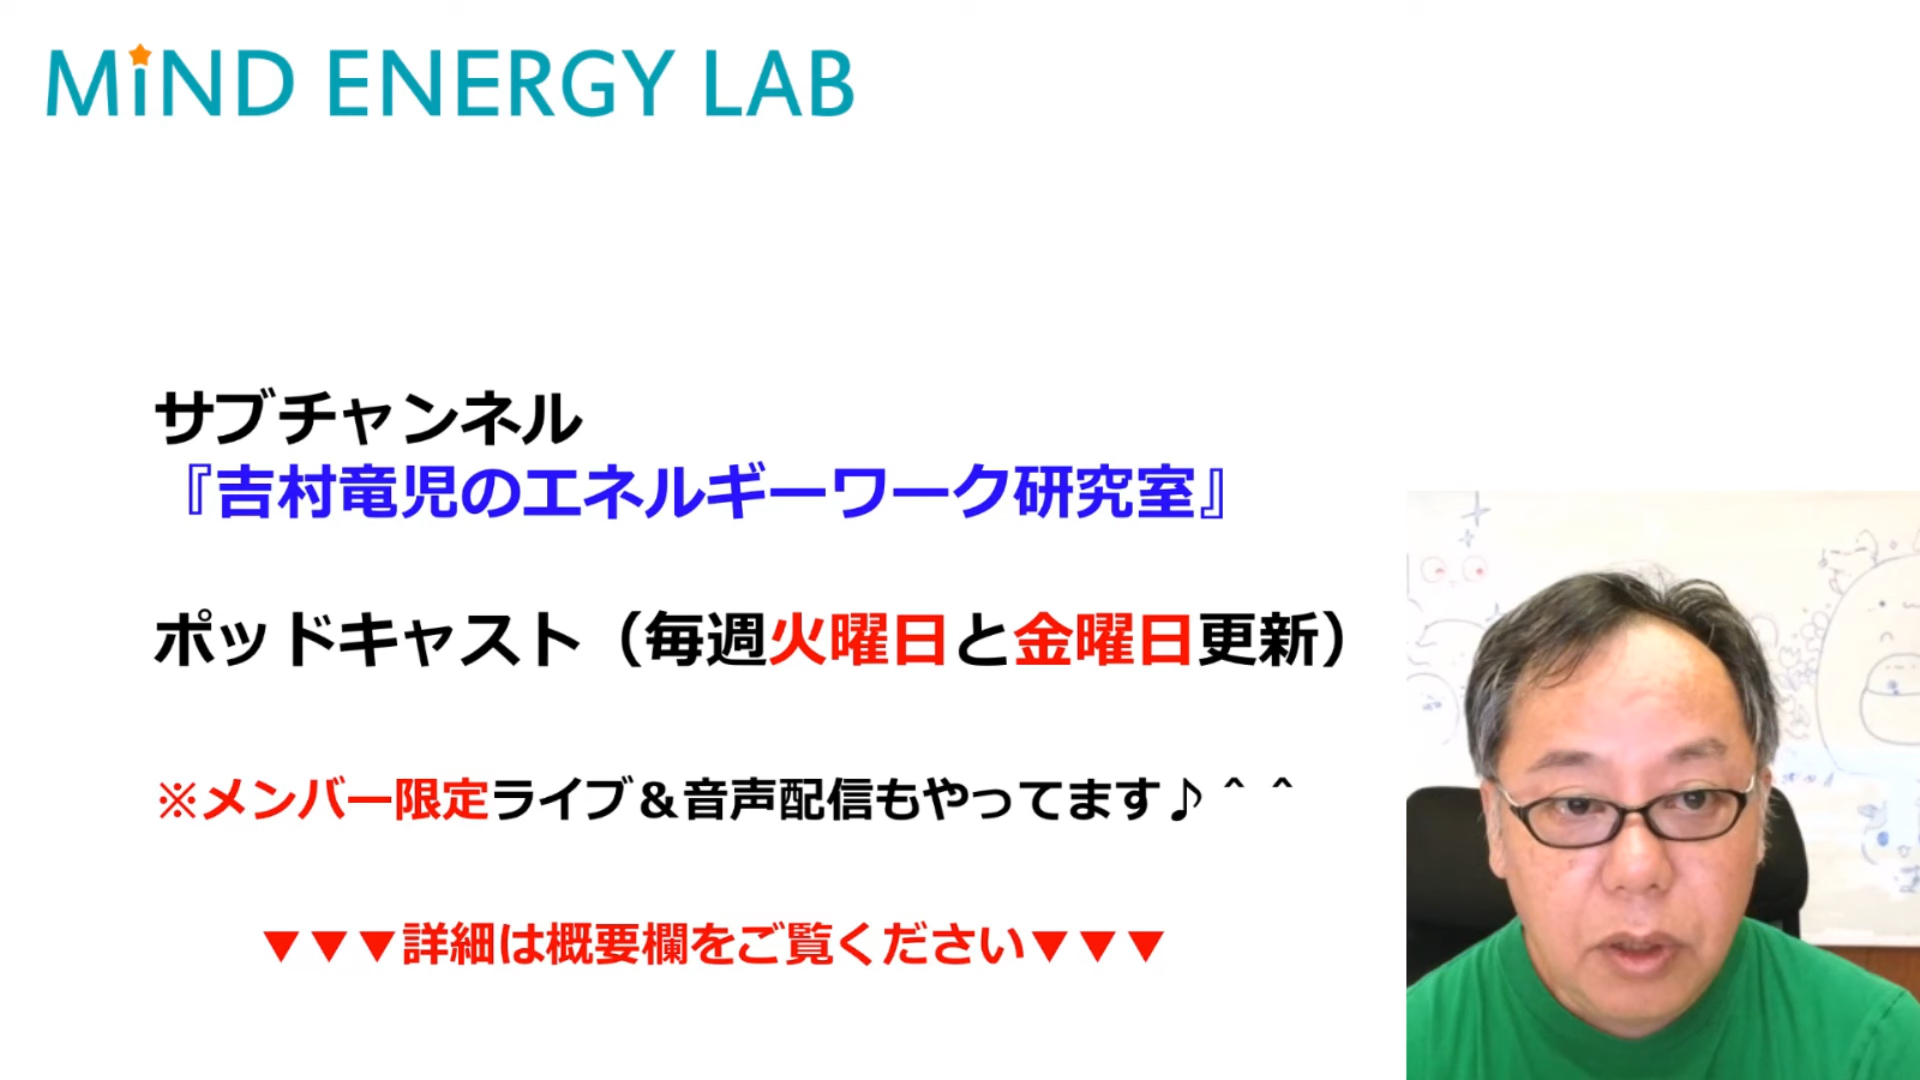 MiND ENERGY LAB
サブチャンネル
『吉村竜児のエネルギーワーク研究室』
ポッドキャスト（毎週火曜日と金曜日更新）
※メンバー限定ライブ＆音声配信もやってます♪＾＾
▼▼▼詳細は概要欄をご覧ください▼▼▼